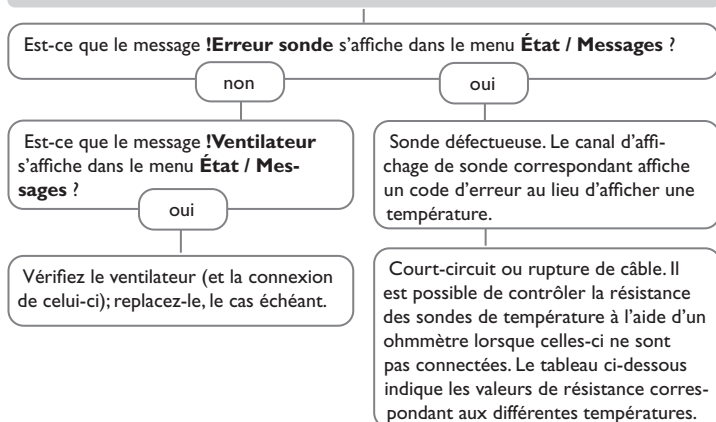 Est-ce que le message !Erreur sonde s’affiche dans le menu État / Messages ?
non
oui
Est-ce que le message !Ventilateur
s’affiche dans le menu État / Mes-
sages ?
oui
Vérifiez le ventilateur (et la connexion
de celui-ci); replacez-le, le cas échéant.
Sonde défectueuse. Le canal d’affi-
chage de sonde correspondant affiche
un code d’erreur au lieu d’afficher une
température.
Court-circuit ou rupture de câble. Il
est possible de contrôler la résistance
des sondes de température à l’aide d’un
ohmmètre lorsque celles-ci ne sont
pas connectées. Le tableau ci-dessous
indique les valeurs de résistance corres-
pondant aux différentes températures.